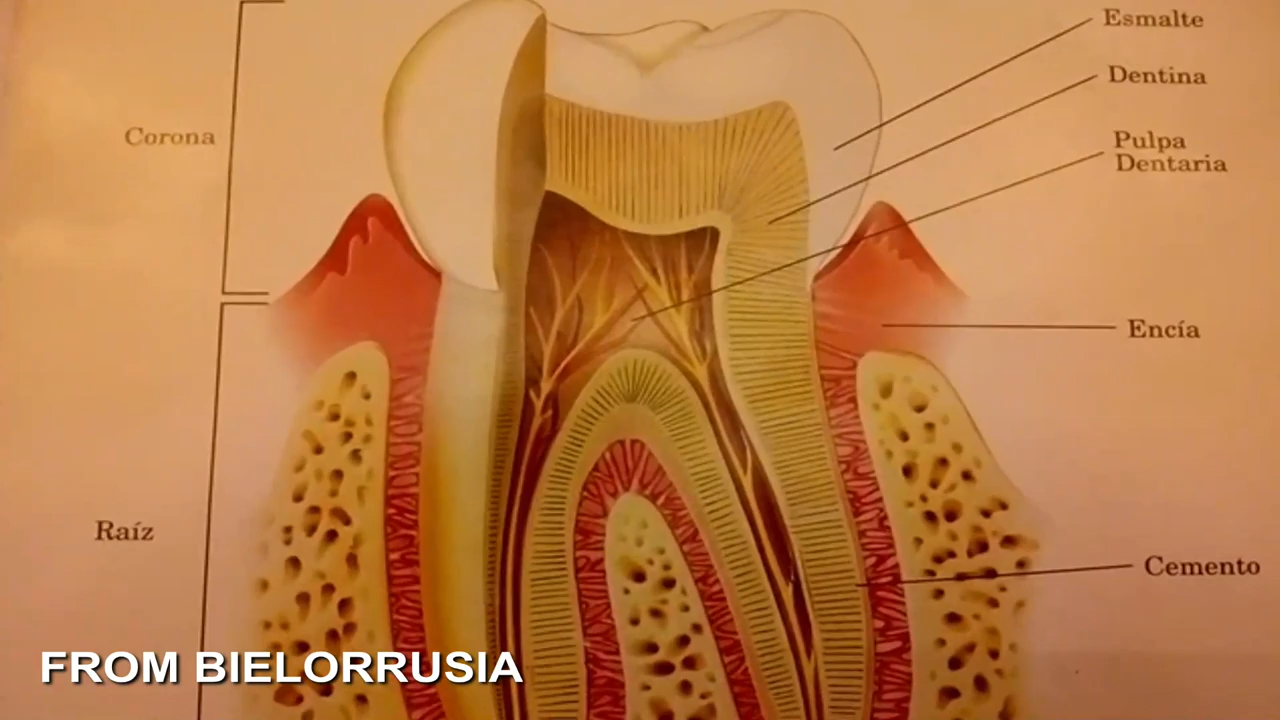 Esmalte
Dentina
Pulpa
Dentaria
Corona
Encía
Raíz
Cemento
FROM BIELORRUSIA